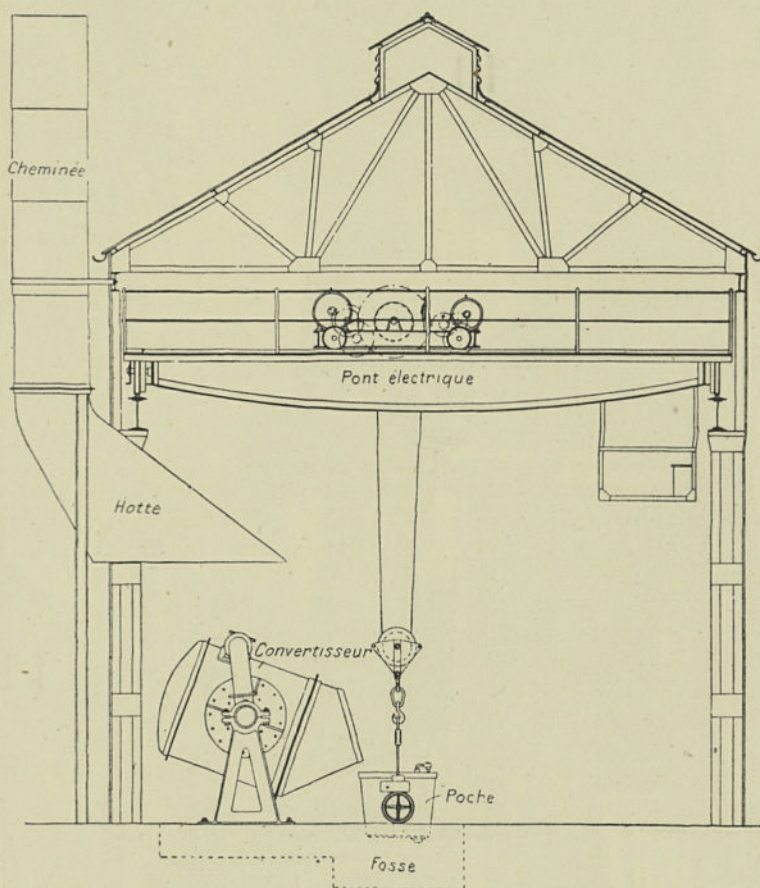 Cheminée
Pont électrique
Hotte
Convertisseur
Poche
Fosse